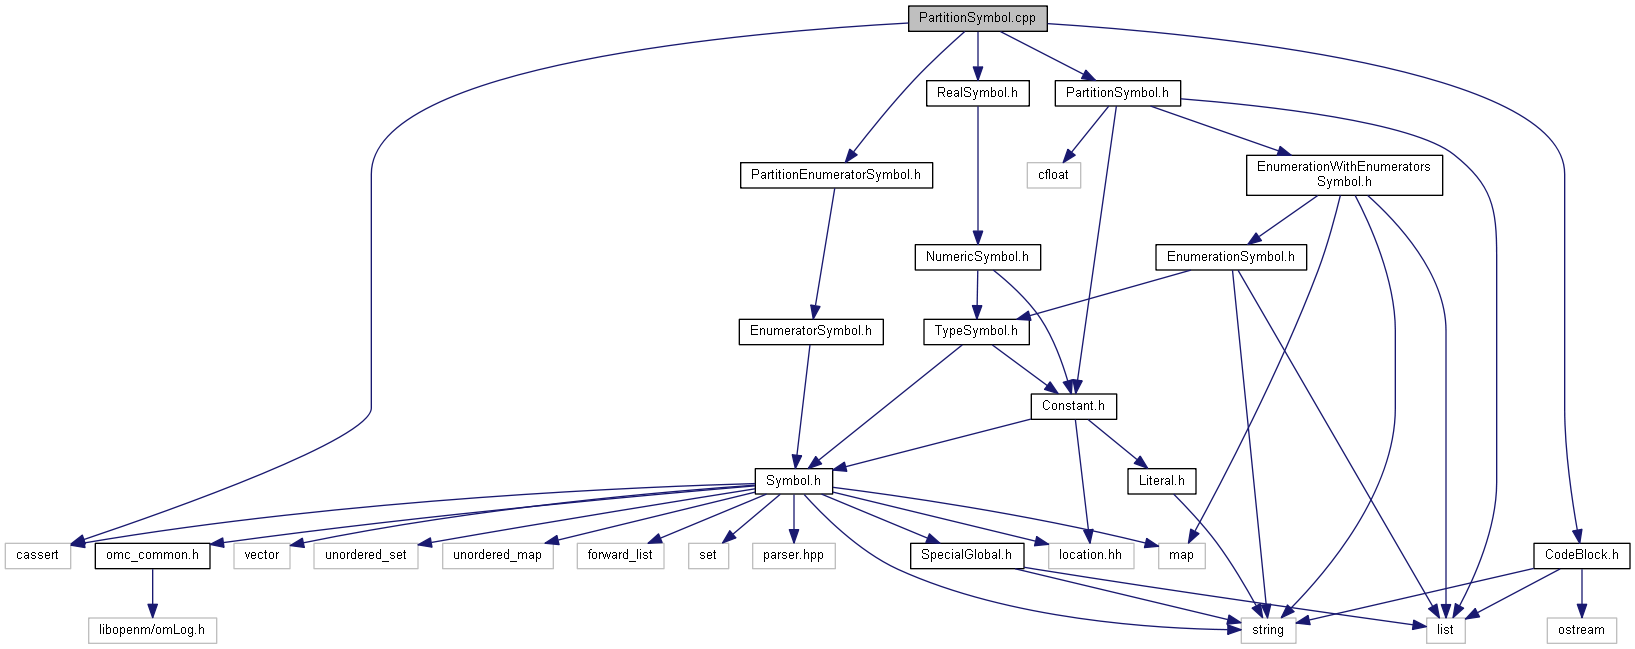 PartitionSymbol.cpp
RealSymbol.h
PartitionSymbol.h
PartitionEnumeratorSymbol.h
cfloat
EnumerationWithEnumerators
Symbol.h
NumericSymbol.h
EnumerationSymbol.h
EnumeratorSymbol.h
TypeSymbol.h
Constant.h
Symbol.h
Literal.h
cassert
omc_common.h
vector
unordered_set
unordered_map
forward_list
set
parser.hpp
SpecialGlobal.h
location.hh
map
CodeBlock.h
libopenm/omLog.h
string
list
ostream